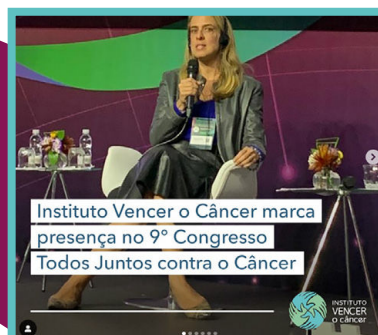 Instituto Vencer o Câncer marca
presença no 9º Congresso
Todos Juntos contra o Câncer
INSTITUTO
VENCER
o câncer